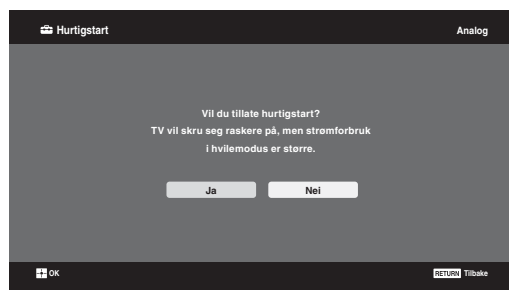 Hurtigstart Analog
Vil du tillate hurtigstart?
TV vil skru seg raskere på, men strømforbruk
i hvilemodus er større.
Ja Nei
OK RETURN Tilbake